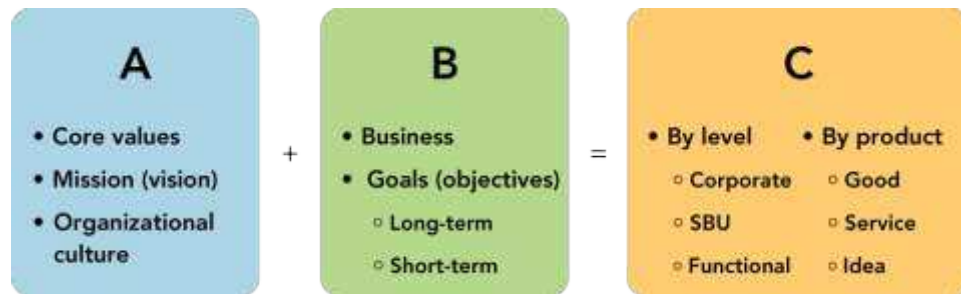 A
• Core values
• Mission (vision)
• Organizational
culture
+
B
• Business
• Goals (objectives)
◦ Long-term
◦ Short-term
=
C
• By level
◦ Corporate
◦ SBU
◦ Functional
• By product
◦ Good
◦ Service
◦ Idea